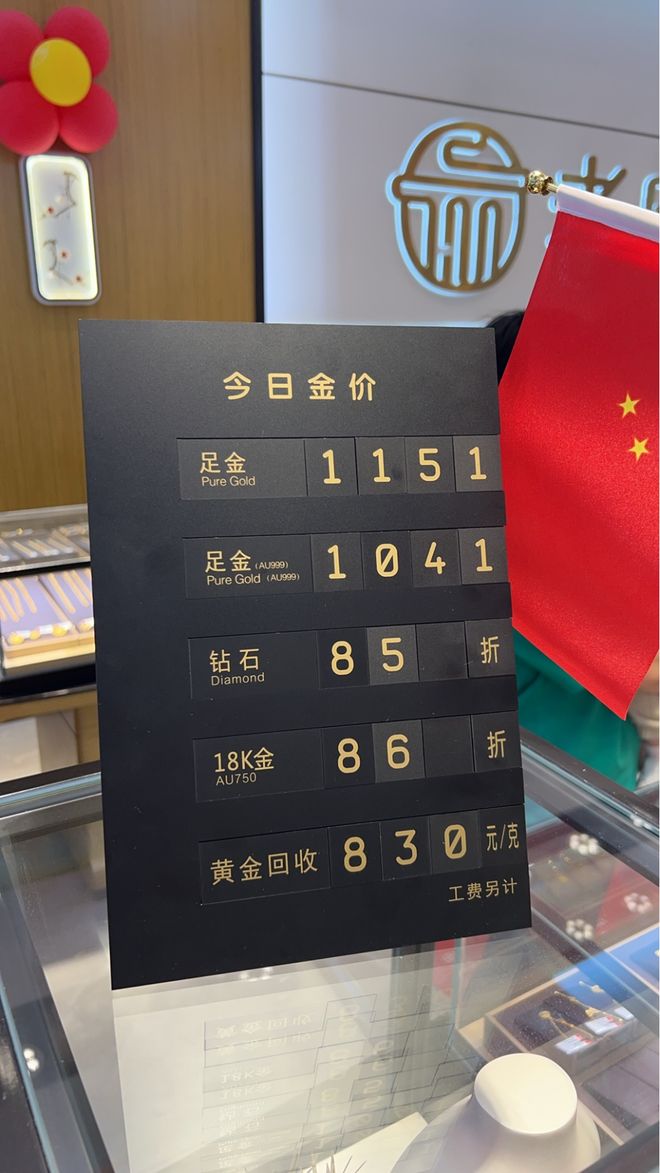 今日金价
足金 1151
Pure Gold
足金 (AU999) 1041
Pure Gold (AU999)
钻石 85 折
Diamond
18K金 86 折
AU750
黄金回收 830 元/克
工费另计